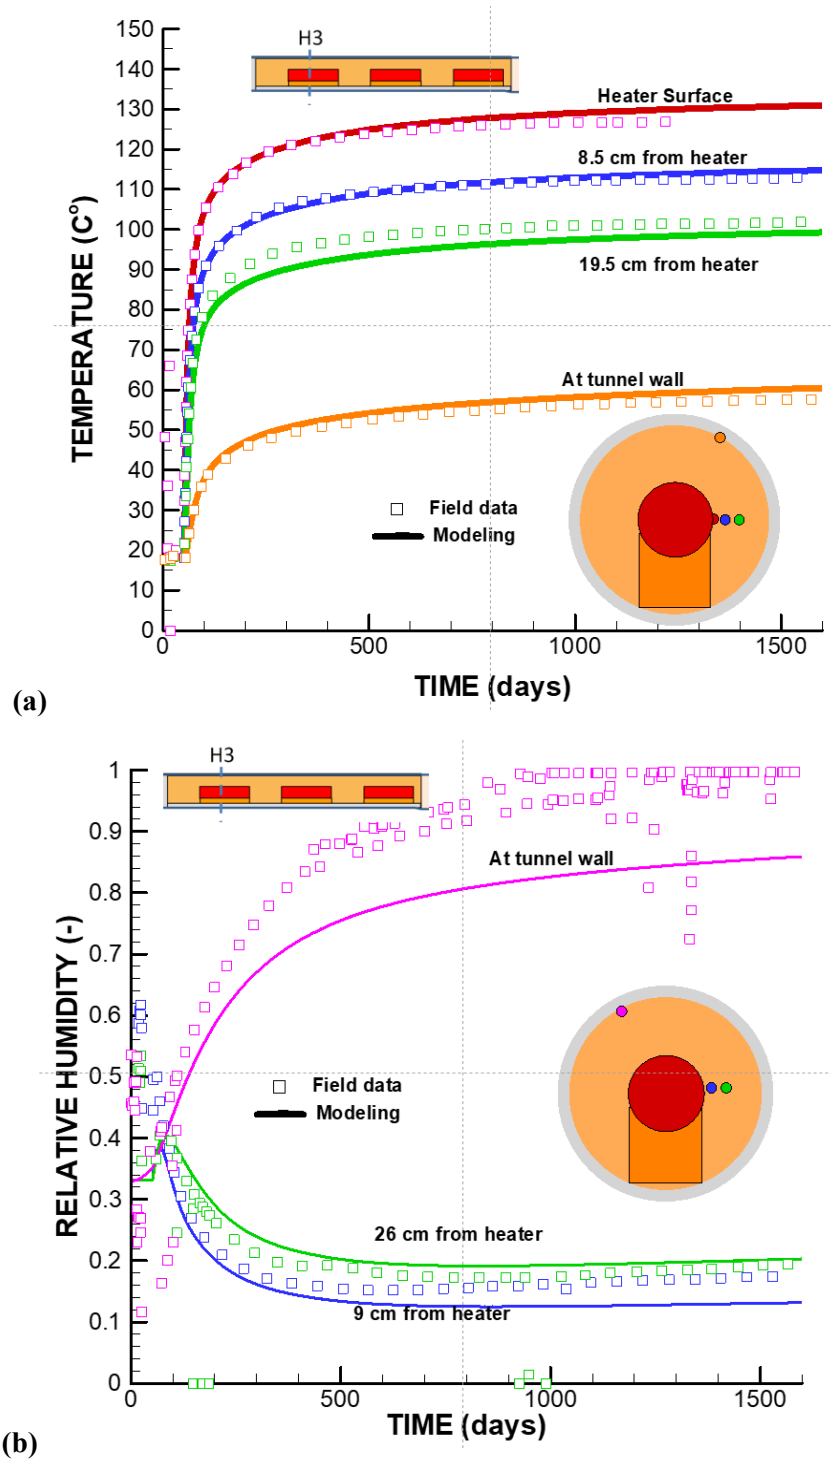 150
140
130
120
110
100
90
80
70
60
50
40
30
20
10
0
TEMPERATURE (C°)
H3
Heater Surface
8.5 cm from heater
19.5 cm from heater
At tunnel wall
Field data
Modeling
0 500 1000 1500
TIME (days)
(a)
1
0.9
0.8
0.7
0.6
0.5
0.4
0.3
0.2
0.1
0
RELATIVE HUMIDITY (-)
H3
At tunnel wall
Field data
Modeling
26 cm from heater
9 cm from heater
0 500 1000 1500
TIME (days)
(b)